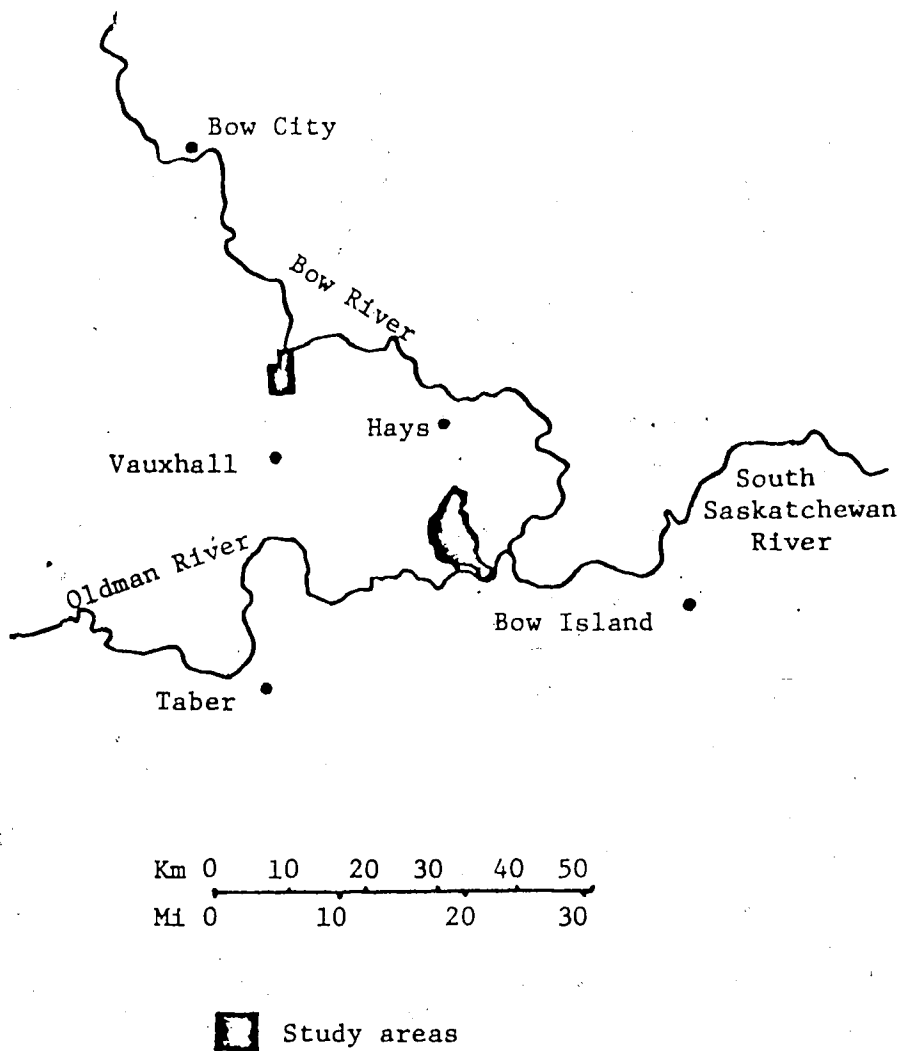 Bow City
Bow River
Hays
Vauxhall
South
Saskatchewan
River
Oldman River
Bow Island
Taber
Km 0 10 20 30 40 50
Mi 0 10 20 30
Study areas